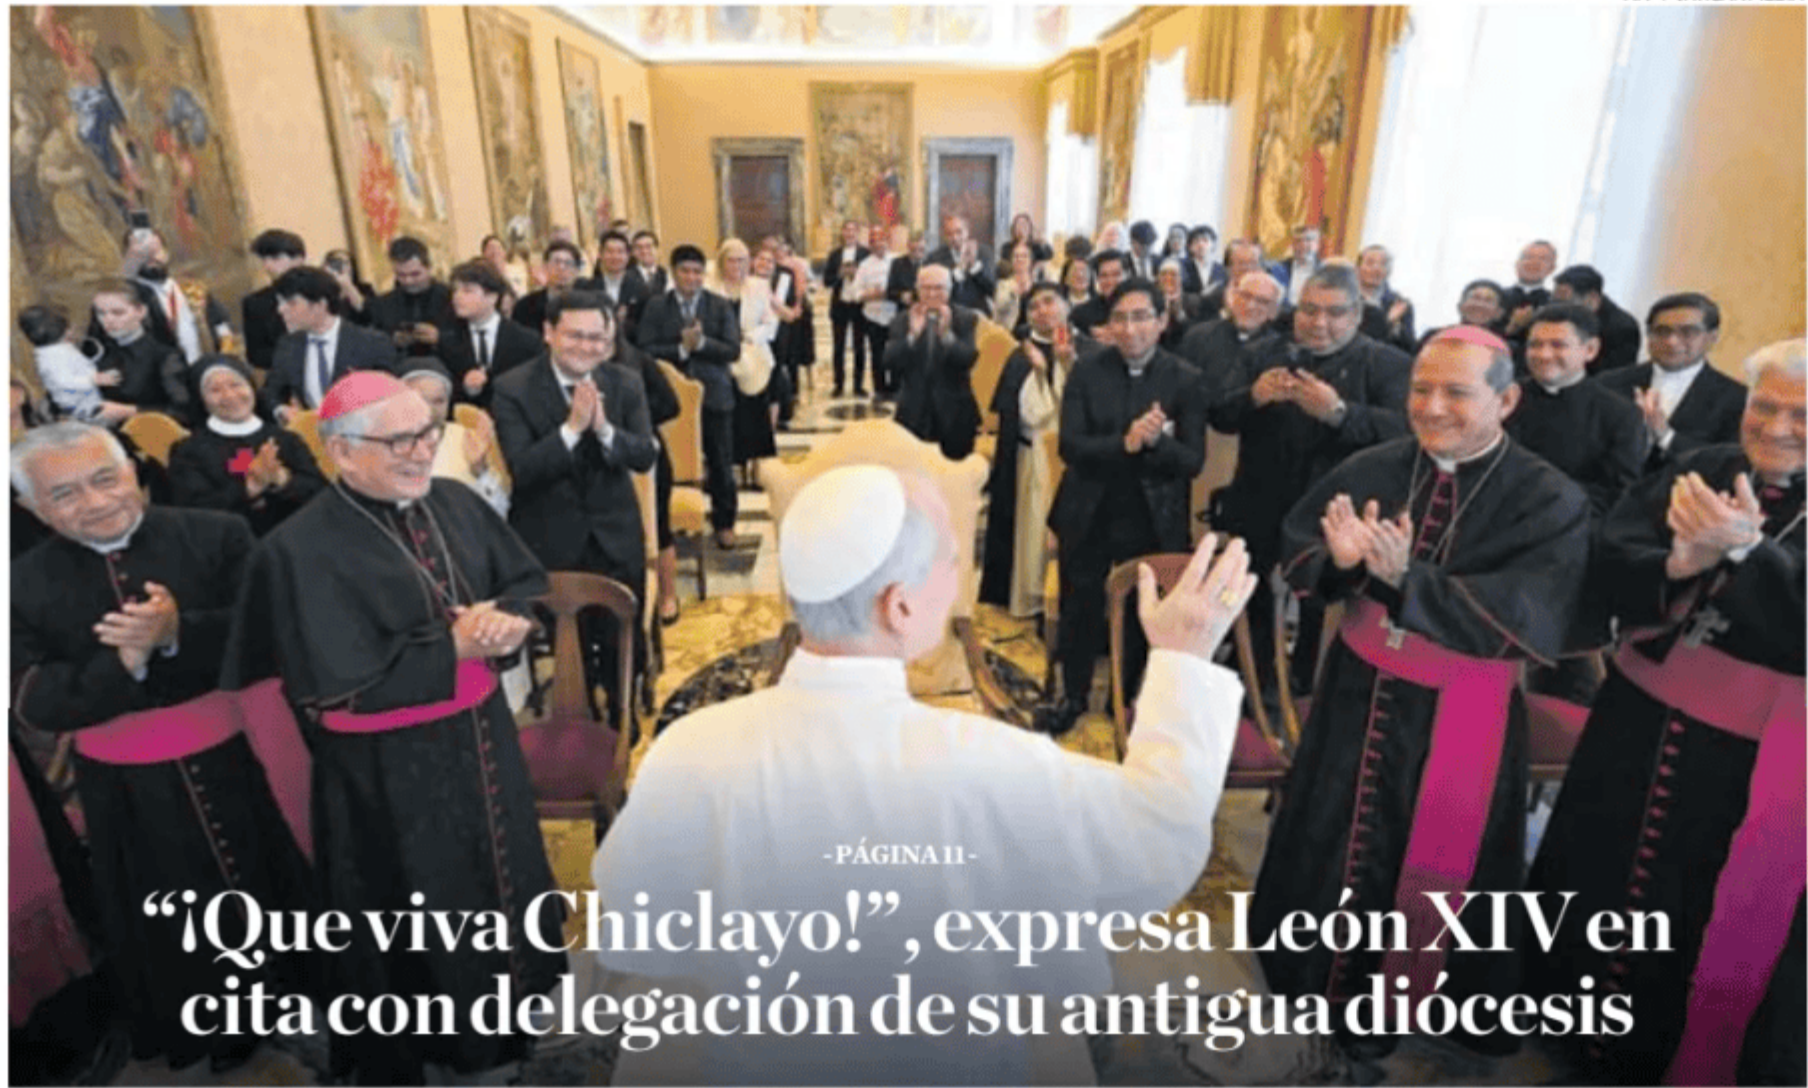 -PÁGINA 11-
“¡Que viva Chiclayo!”, expresa León XIV en
cita con delegación de su antigua diócesis